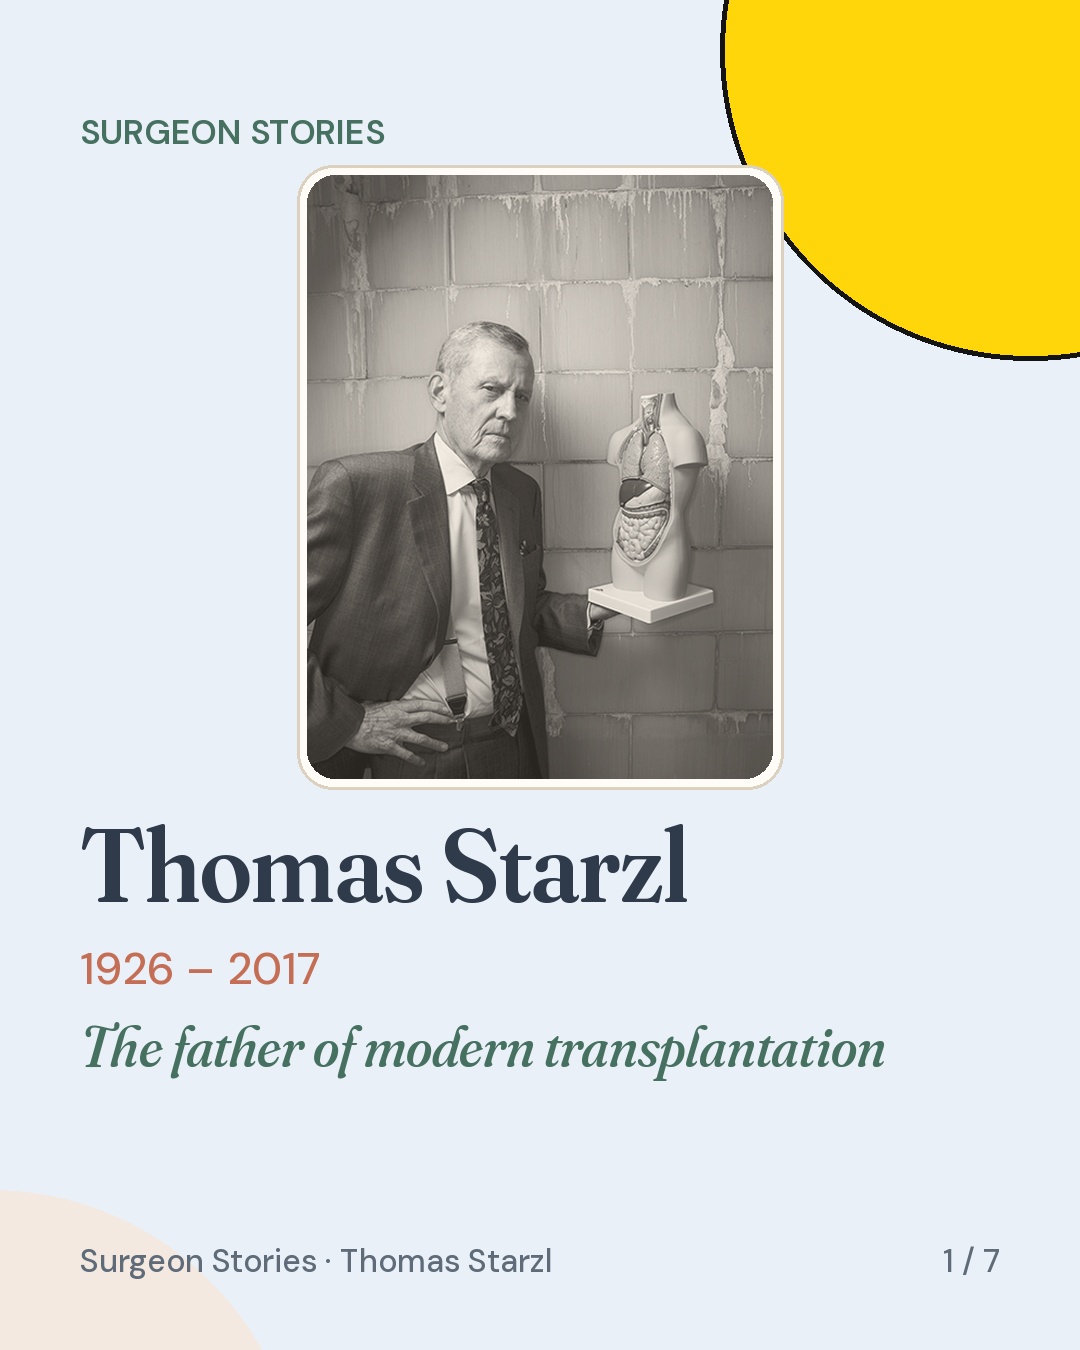 SURGEON STORIES
Thomas Starzl
1926 – 2017
The father of modern transplantation
Surgeon Stories · Thomas Starzl
1 / 7